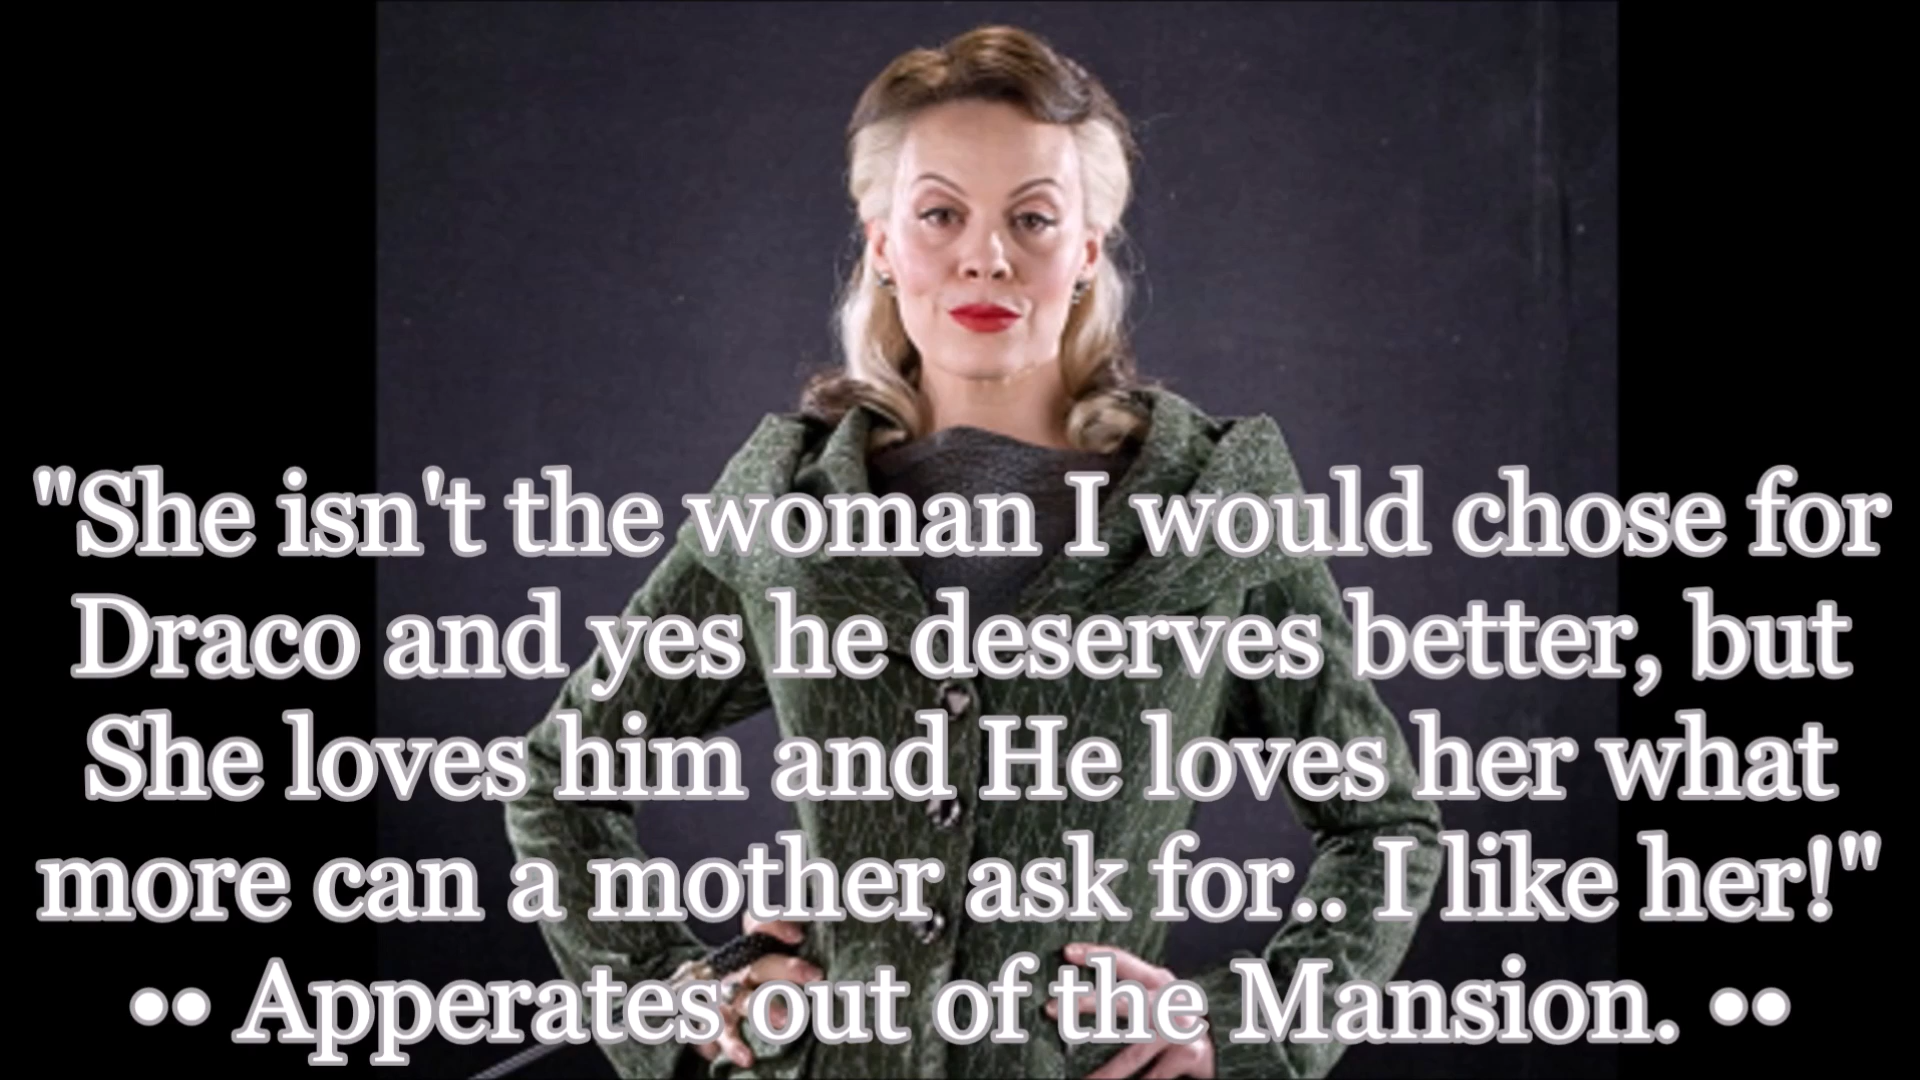 "She isn't the woman I would chose for
Draco and yes he deserves better, but
She loves him and He loves her what
more can a mother ask for.. I like her!"
•• Apperates out of the Mansion. ••